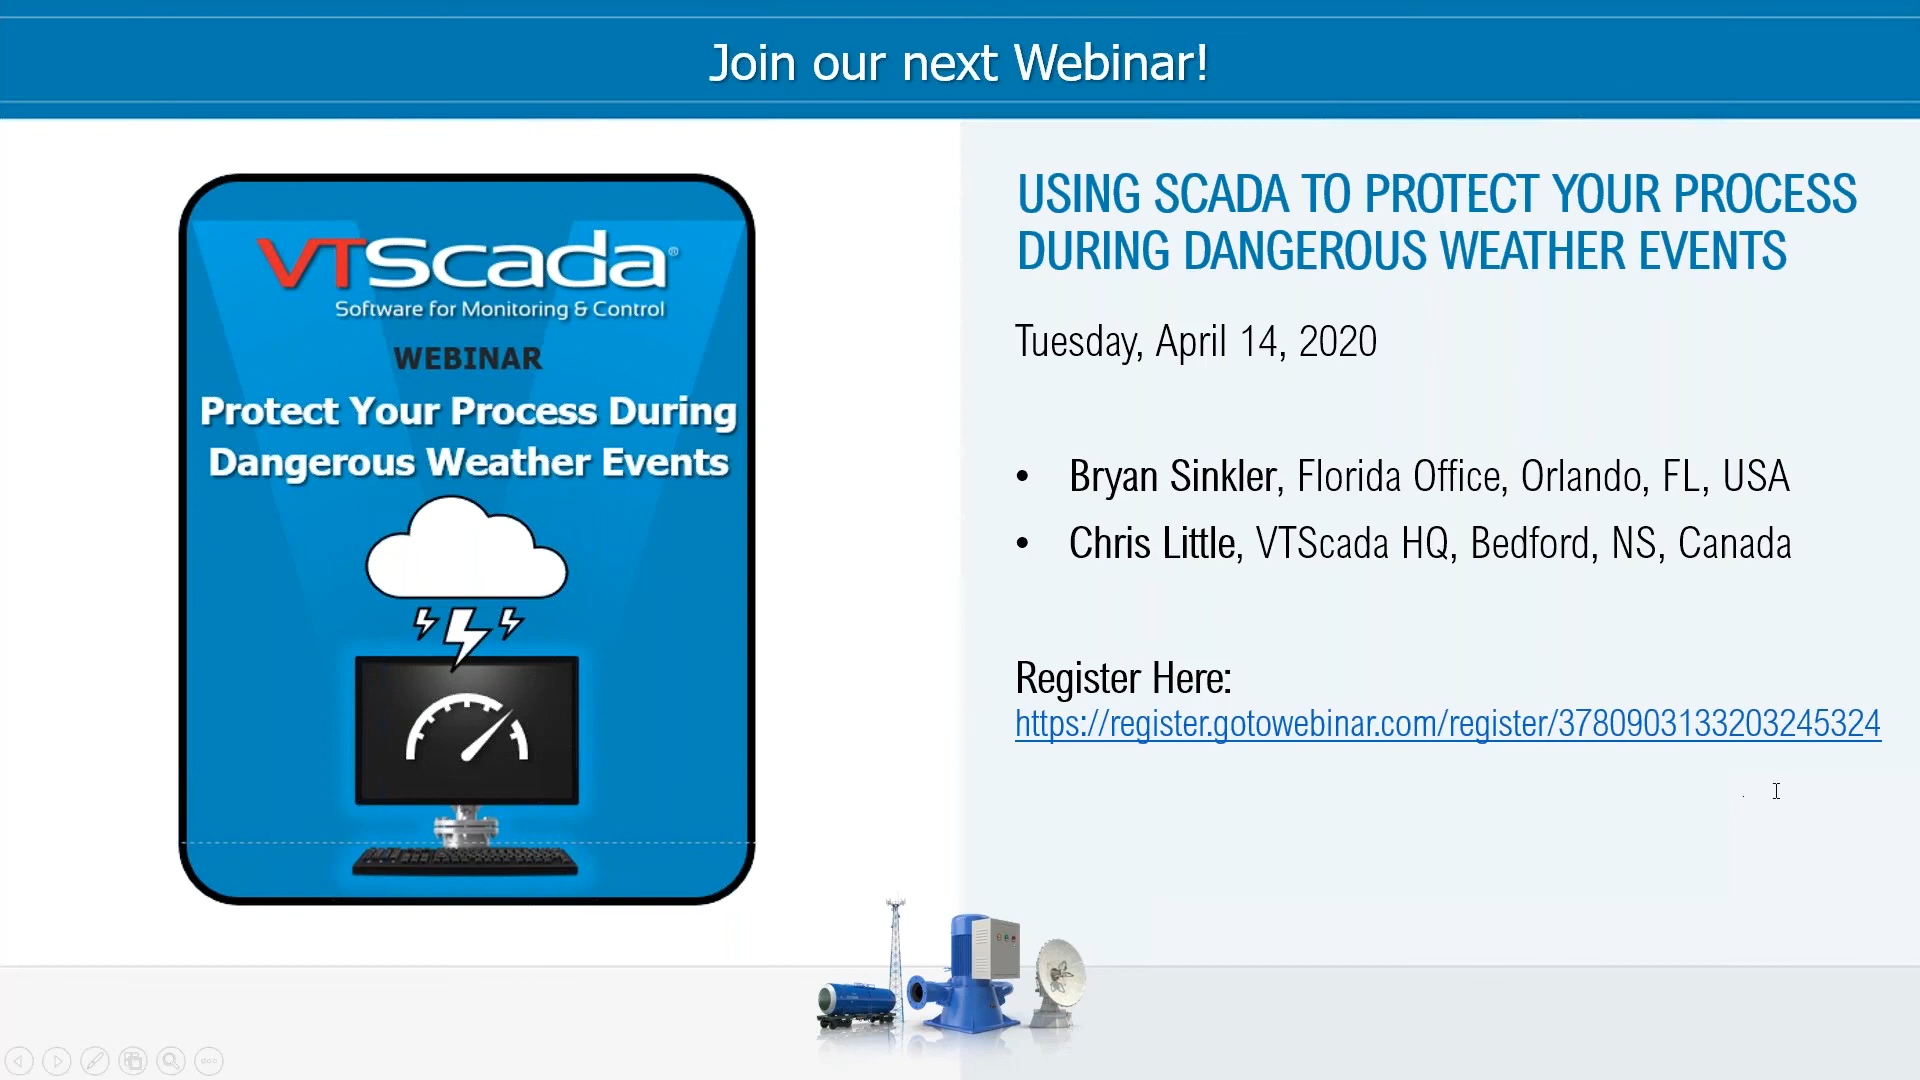 Join our next Webinar!
VTScada®
Software for Monitoring & Control
WEBINAR
Protect Your Process During
Dangerous Weather Events
USING SCADA TO PROTECT YOUR PROCESS
DURING DANGEROUS WEATHER EVENTS
Tuesday, April 14, 2020
• Bryan Sinkler, Florida Office, Orlando, FL, USA
• Chris Little, VTScada HQ, Bedford, NS, Canada
Register Here:
https://register.gotowebinar.com/register/3780903133203245324